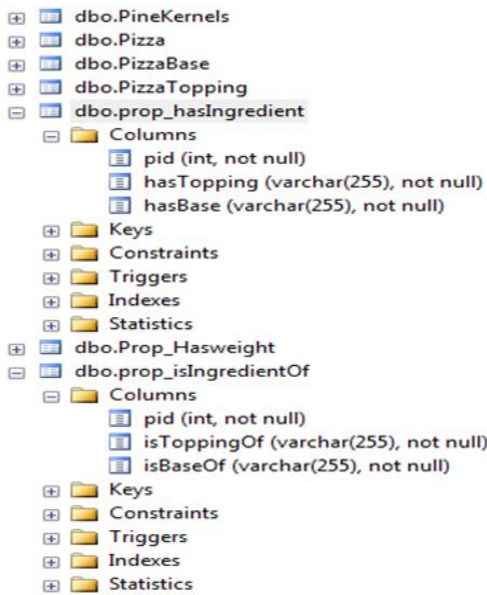 dbo.PineKernels
dbo.Pizza
dbo.PizzaBase
dbo.PizzaTopping
dbo.prop_hasIngredient
Columns
pid (int, not null)
hasTopping (varchar(255), not null)
hasBase (varchar(255), not null)
Keys
Constraints
Triggers
Indexes
Statistics
dbo.Prop_Hasweight
dbo.prop_isIngredientOf
Columns
pid (int, not null)
isToppingOf (varchar(255), not null)
isBaseOf (varchar(255), not null)
Keys
Constraints
Triggers
Indexes
Statistics